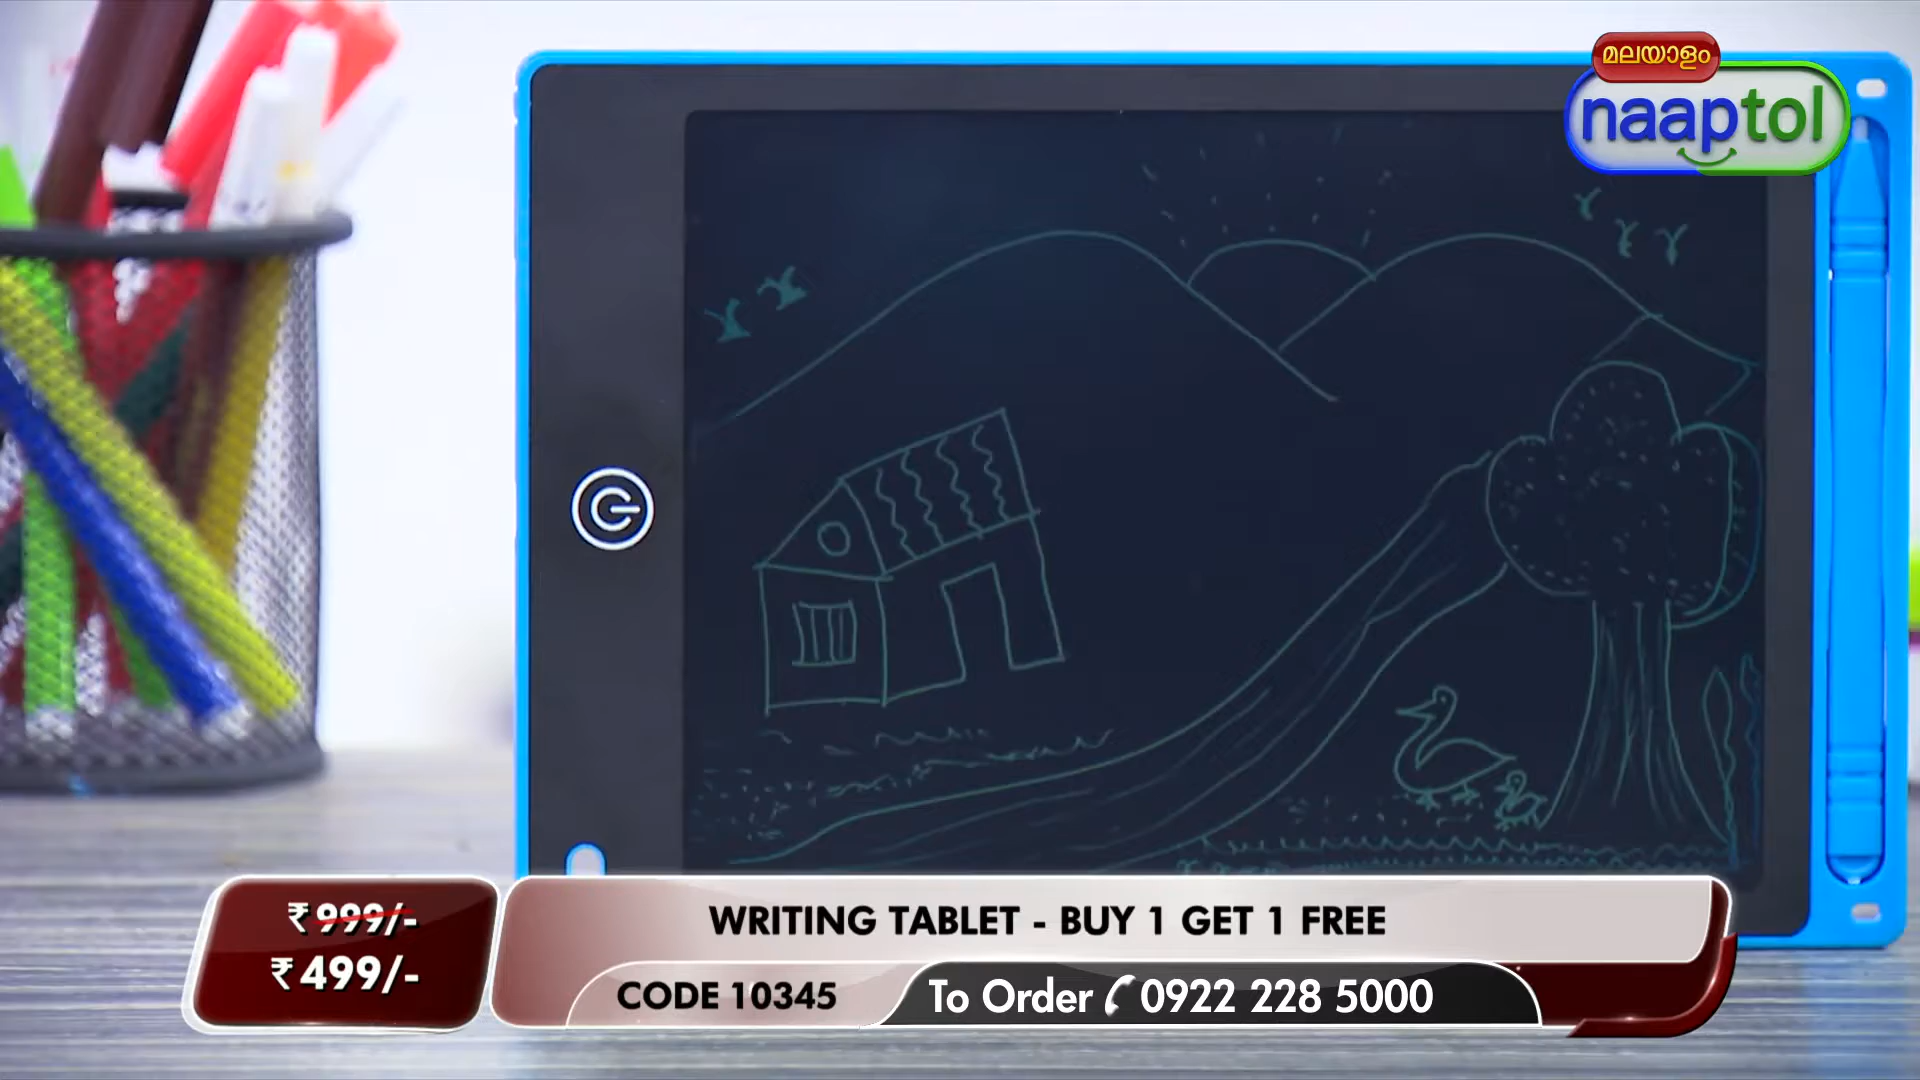 മലയാളം
naaptol
₹ 999/-
₹ 499/-
WRITING TABLET - BUY 1 GET 1 FREE
CODE 10345
To Order 0922 228 5000